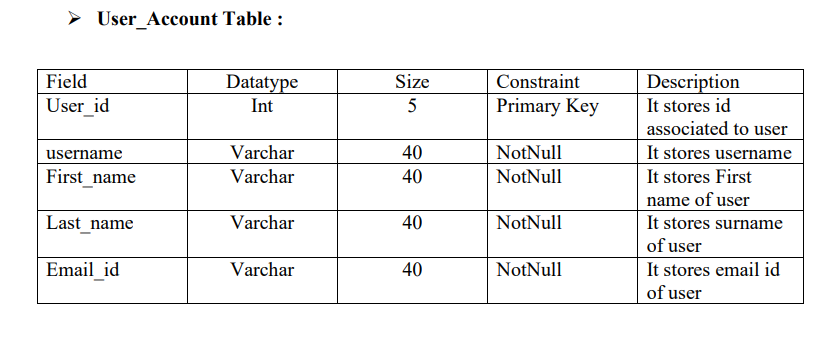 ➤ User_Account Table :
Field Datatype Size Constraint Description
User_id Int 5 Primary Key It stores id
associated to user
username Varchar 40 NotNull It stores username
First_name Varchar 40 NotNull It stores First
name of user
Last_name Varchar 40 NotNull It stores surname
of user
Email_id Varchar 40 NotNull It stores email id
of user